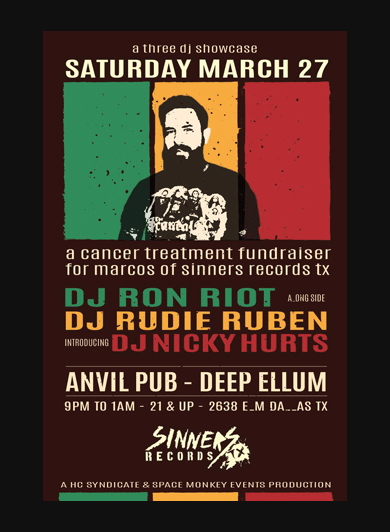 a three dj showcase
SATURDAY MARCH 27
a cancer treatment fundraiser
for marcos of sinners records tx
DJ RON RIOT
DJ RUDIE RUBEN
INTRODUCING DJ NICKY HURTS
ANVIL PUB - DEEP ELLUM
9PM TO 1AM - 21 & UP - 2638 TX
SINNERS
RECORDS
A HC SYNDICATE & SPACE MONKEY EVENTS PRODUCTION